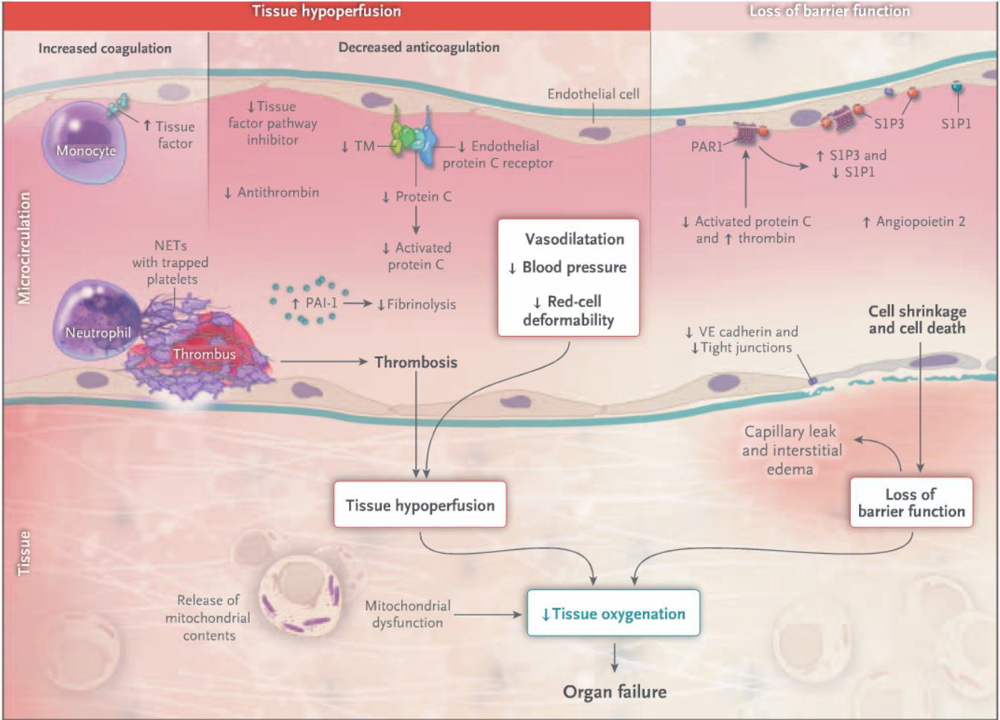 Tissue hypoperfusion
Loss of barrier function
Increased coagulation
Decreased anticoagulation
Microcirculation
Monocyte
↑ Tissue
factor
↓Tissue
factor pathway
inhibitor
↓ TM
↓ Endothelial
protein C receptor
Endothelial cell
↓ Antithrombin
↓ Protein C
↓ Activated
protein C
NETs
with trapped
platelets
Neutrophil
Thrombus
↑ PAI-1
↓Fibrinolysis
Thrombosis
Vasodilatation
↓ Blood pressure
↓ Red-cell
deformability
PAR1
S1P3
S1P1
↑ S1P3 and
↓ S1P1
↓ Activated protein C
and ↑ thrombin
↑ Angiopoietin 2
↓ VE cadherin and
↓Tight junctions
Cell shrinkage
and cell death
Tissue
Capillary leak
and interstitial
edema
Tissue hypoperfusion
Loss of
barrier function
Release of
mitochondrial
contents
Mitochondrial
dysfunction
↓Tissue oxygenation
Organ failure